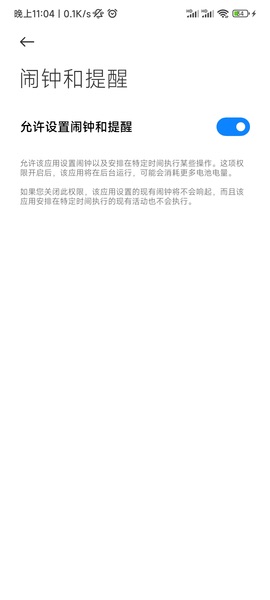 晚上11:04 | 0.1K/s
闹钟和提醒
允许设置闹钟和提醒
允许该应用设置闹钟以及安排在特定时间执行某些操作。这项权
限开启后，该应用将在后台运行，可能会消耗更多电池电量。
如果您关闭此权限，该应用设置的现有闹钟将不会响起，而且该
应用安排在特定时间执行的现有活动也不会执行。